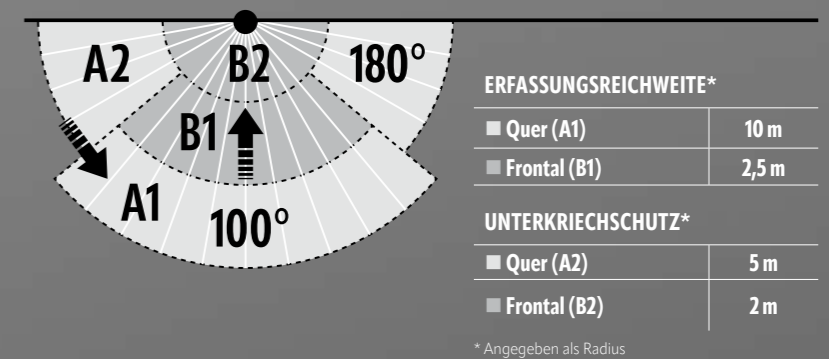 A2
B2
180°
B1
A1
100°
ERFASSUNGSREICHWEITE*
Quer (A1) 10 m
Frontal (B1) 2,5 m
UNTERKRIECHSCHUTZ*
Quer (A2) 5 m
Frontal (B2) 2 m
* Angegeben als Radius